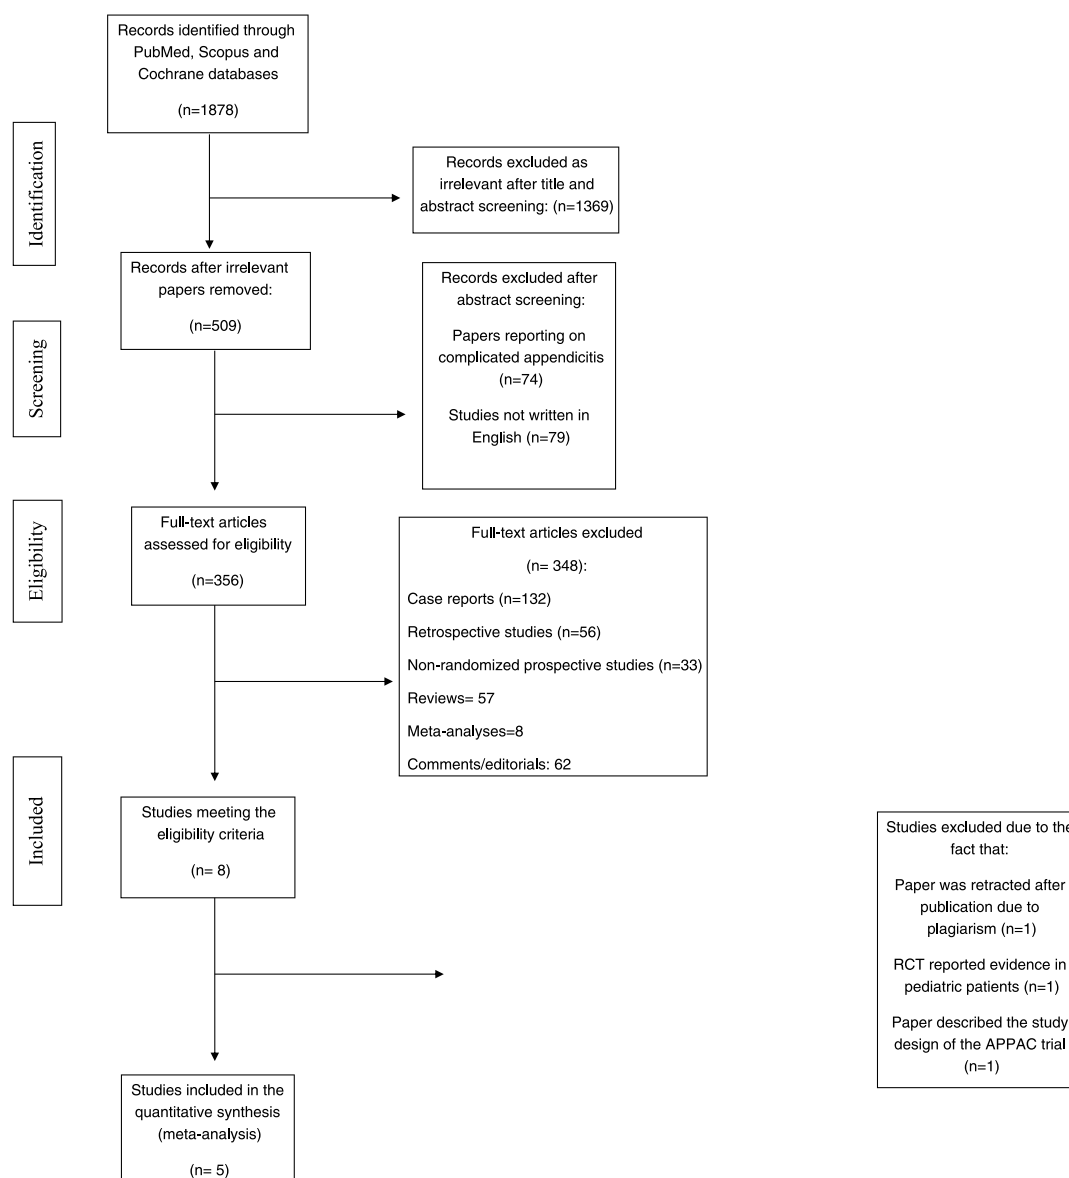 Records identified through
PubMed, Scopus and
Cochrane databases
(n=1878)
Identification
Records excluded as
irrelevant after title and
abstract screening: (n=1369)
Records after irrelevant
papers removed:
(n=509)
Records excluded after
abstract screening:
Papers reporting on
complicated appendicitis
(n=74)
Studies not written in
English (n=79)
Screening
Eligibility
Full-text articles
assessed for eligibility
(n=356)
Full-text articles excluded
(n= 348):
Case reports (n=132)
Retrospective studies (n=56)
Non-randomized prospective studies (n=33)
Reviews= 57
Meta-analyses=8
Comments/editorials: 62
Included
Studies meeting the
eligibility criteria
(n= 8)
Studies excluded due to the
fact that:
Paper was retracted after
publication due to
plagiarism (n=1)
RCT reported evidence in
pediatric patients (n=1)
Paper described the study
design of the APPAC trial
(n=1)
Studies included in the
quantitative synthesis
(meta-analysis)
(n= 5)